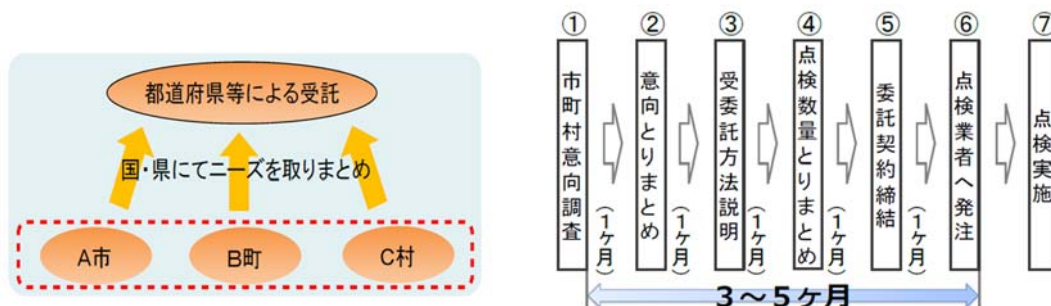 都道府県等による受託
国・県にてニーズを取りまとめ
A市
B町
C村
①
市町村意向調査
(1ヶ月)
②
意向とりまとめ
(1ヶ月)
③
受委託方法説明
(1ヶ月)
④
点検数量とりまとめ
(1ヶ月)
⑤
委託契約締結
(1ヶ月)
⑥
点検業者へ発注
⑦
点検実施
3~5ヶ月